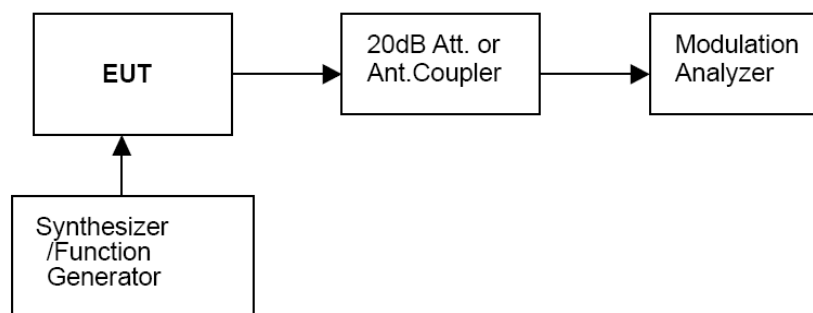 EUT
20dB Att. or
Ant.Coupler
Modulation
Analyzer
Synthesizer
/Function
Generator